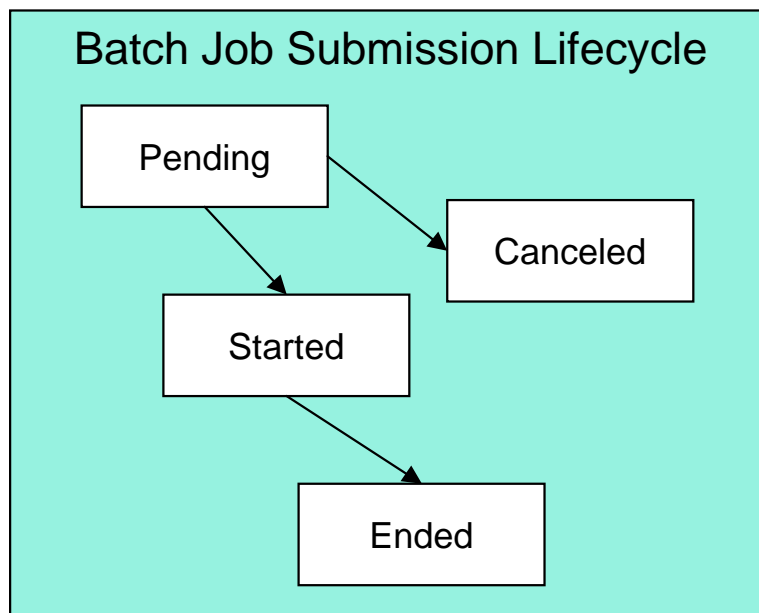 Batch Job Submission Lifecycle
Pending
Canceled
Started
Ended